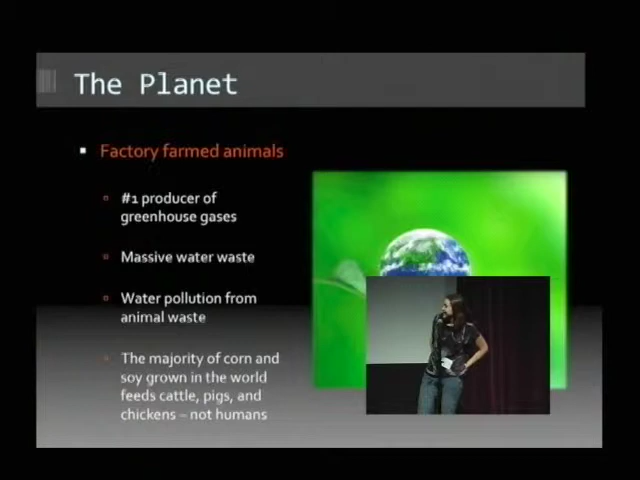 The Planet
Factory farmed animals
#1 producer of
greenhouse gases
Massive water waste
Water pollution from
animal waste
The majority of corn and
soy grown in the world
feeds cattle, pigs, and
chickens – not humans